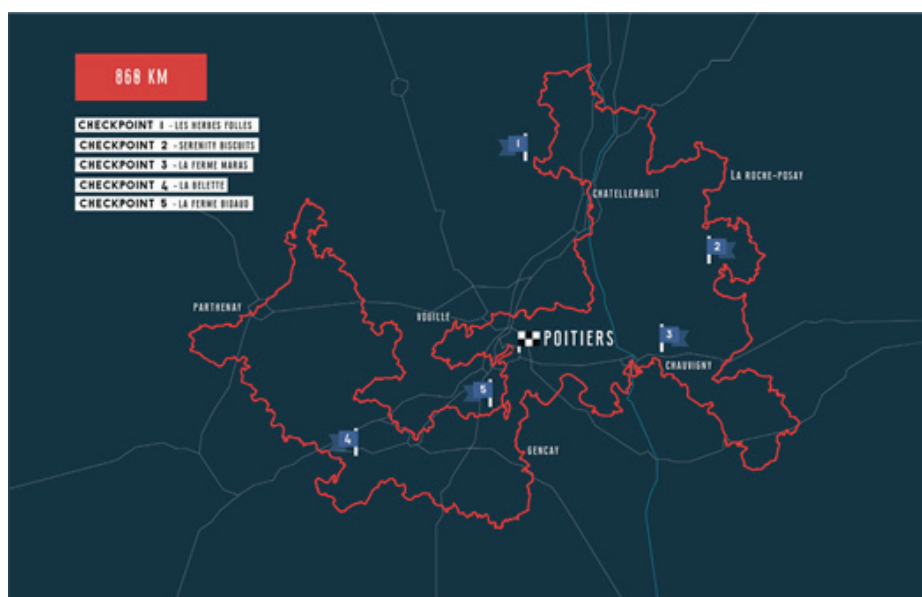 868 KM
CHECKPOINT 1 - LES HERBES FOLLES
CHECKPOINT 2 - SERENITY BISCUITS
CHECKPOINT 3 - LA FERME MARAS
CHECKPOINT 4 - LA BELETTE
CHECKPOINT 5 - LA FERME BIDAUD
1
CHATELLERAULT
LA ROCHE-POSAY
2
PARTHENAY
VOUILLE
POITIERS
3
CHAUVIGNY
5
4
GENCAY